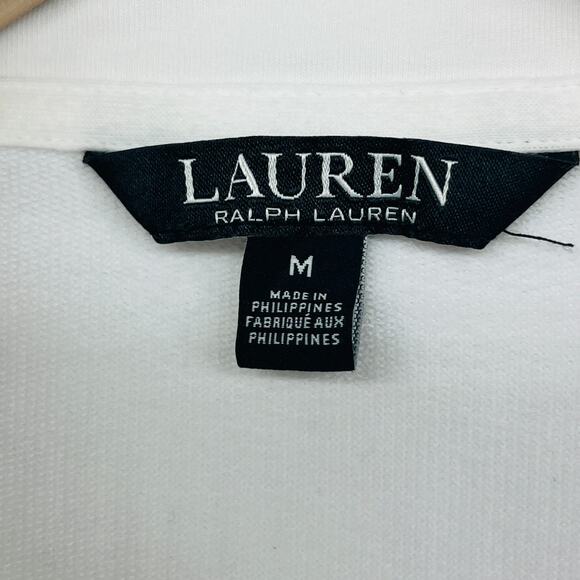 LAUREN
RALPH LAUREN
M
MADE IN
PHILIPPINES
FABRIQUÉ AUX
PHILIPPINES